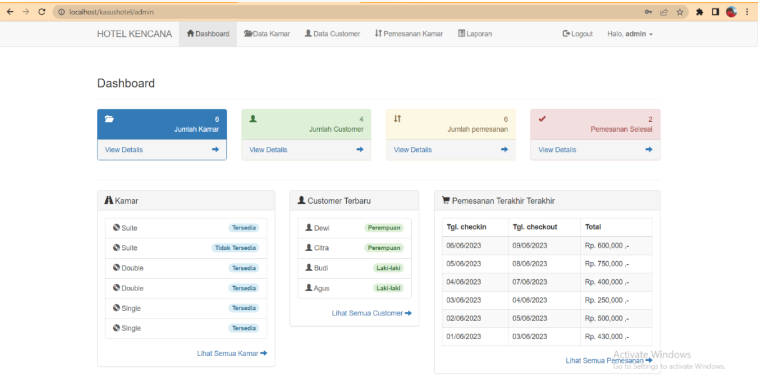 localhost/kasushotel/admin
HOTEL KENCANA Dashboard Data Kamar Data Customer Pemesanan Kamar Laporan Logout Halo, admin
Dashboard
6
Jumlah Kamar
View Details
4
Jumlah Customer
View Details
6
Jumlah pemesanan
View Details
2
Pemesanan Selesai
View Details
Kamar
Suite Tersedia
Suite Tidak Tersedia
Double Tersedia
Double Tersedia
Single Tersedia
Single Tersedia
Lihat Semua Kamar
Customer Terbaru
Dewi Perempuan
Citra Perempuan
Budi Laki-laki
Agus Laki-laki
Lihat Semua Customer
Pemesanan Terakhir Terakhir
Tgl. checkin Tgl. checkout Total
06/06/2023 09/06/2023 Rp. 600,000 ,-
05/06/2023 08/06/2023 Rp. 750,000 ,-
04/06/2023 07/06/2023 Rp. 400,000 ,-
03/06/2023 04/06/2023 Rp. 250,000 ,-
02/06/2023 05/06/2023 Rp. 500,000 ,-
01/06/2023 03/06/2023 Rp. 430,000 ,-
Lihat Semua Pemesanan
Activate Windows
Go to Settings to activate Windows.